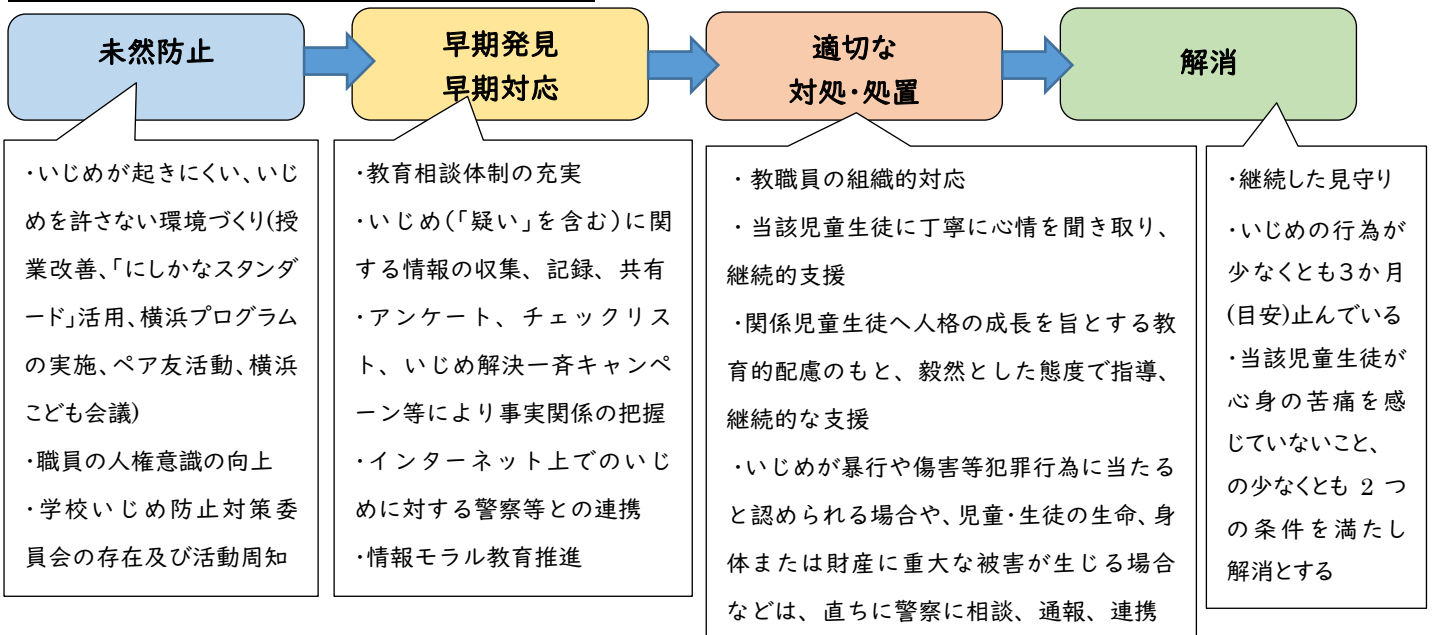 未然防止
早期発見
早期対応
適切な
対処・処置
解消
・いじめが起きにくい、いじ
めを許さない環境づくり(授
業改善、「にしかなスタンダ
ード」活用、横浜プログラム
の実施、ペア友活動、横浜
こども会議)
・職員の人権意識の向上
・学校いじめ防止対策委
員会の存在及び活動周知
・教育相談体制の充実
・いじめ(「疑い」を含む)に関
する情報の収集、記録、共有
・アンケート、チェックリス
ト、いじめ解決一斉キャンペ
ーン等により事実関係の把握
・インターネット上でのいじ
めに対する警察等との連携
・情報モラル教育推進
・教職員の組織的対応
・当該児童生徒に丁寧に心情を聞き取り、
継続的支援
・関係児童生徒へ人格の成長を旨とする教
育的配慮のもと、毅然とした態度で指導、
継続的な支援
・いじめが暴行や傷害等犯罪行為に当たる
と認められる場合や、児童・生徒の生命、身
体または財産に重大な被害が生じる場合
などは、直ちに警察に相談、通報、連携
・継続した見守り
・いじめの行為が
少なくとも3か月
(目安)止んでいる
・当該児童生徒が
心身の苦痛を感
じていないこと、
の少なくとも 2 つ
の条件を満たし
解消とする